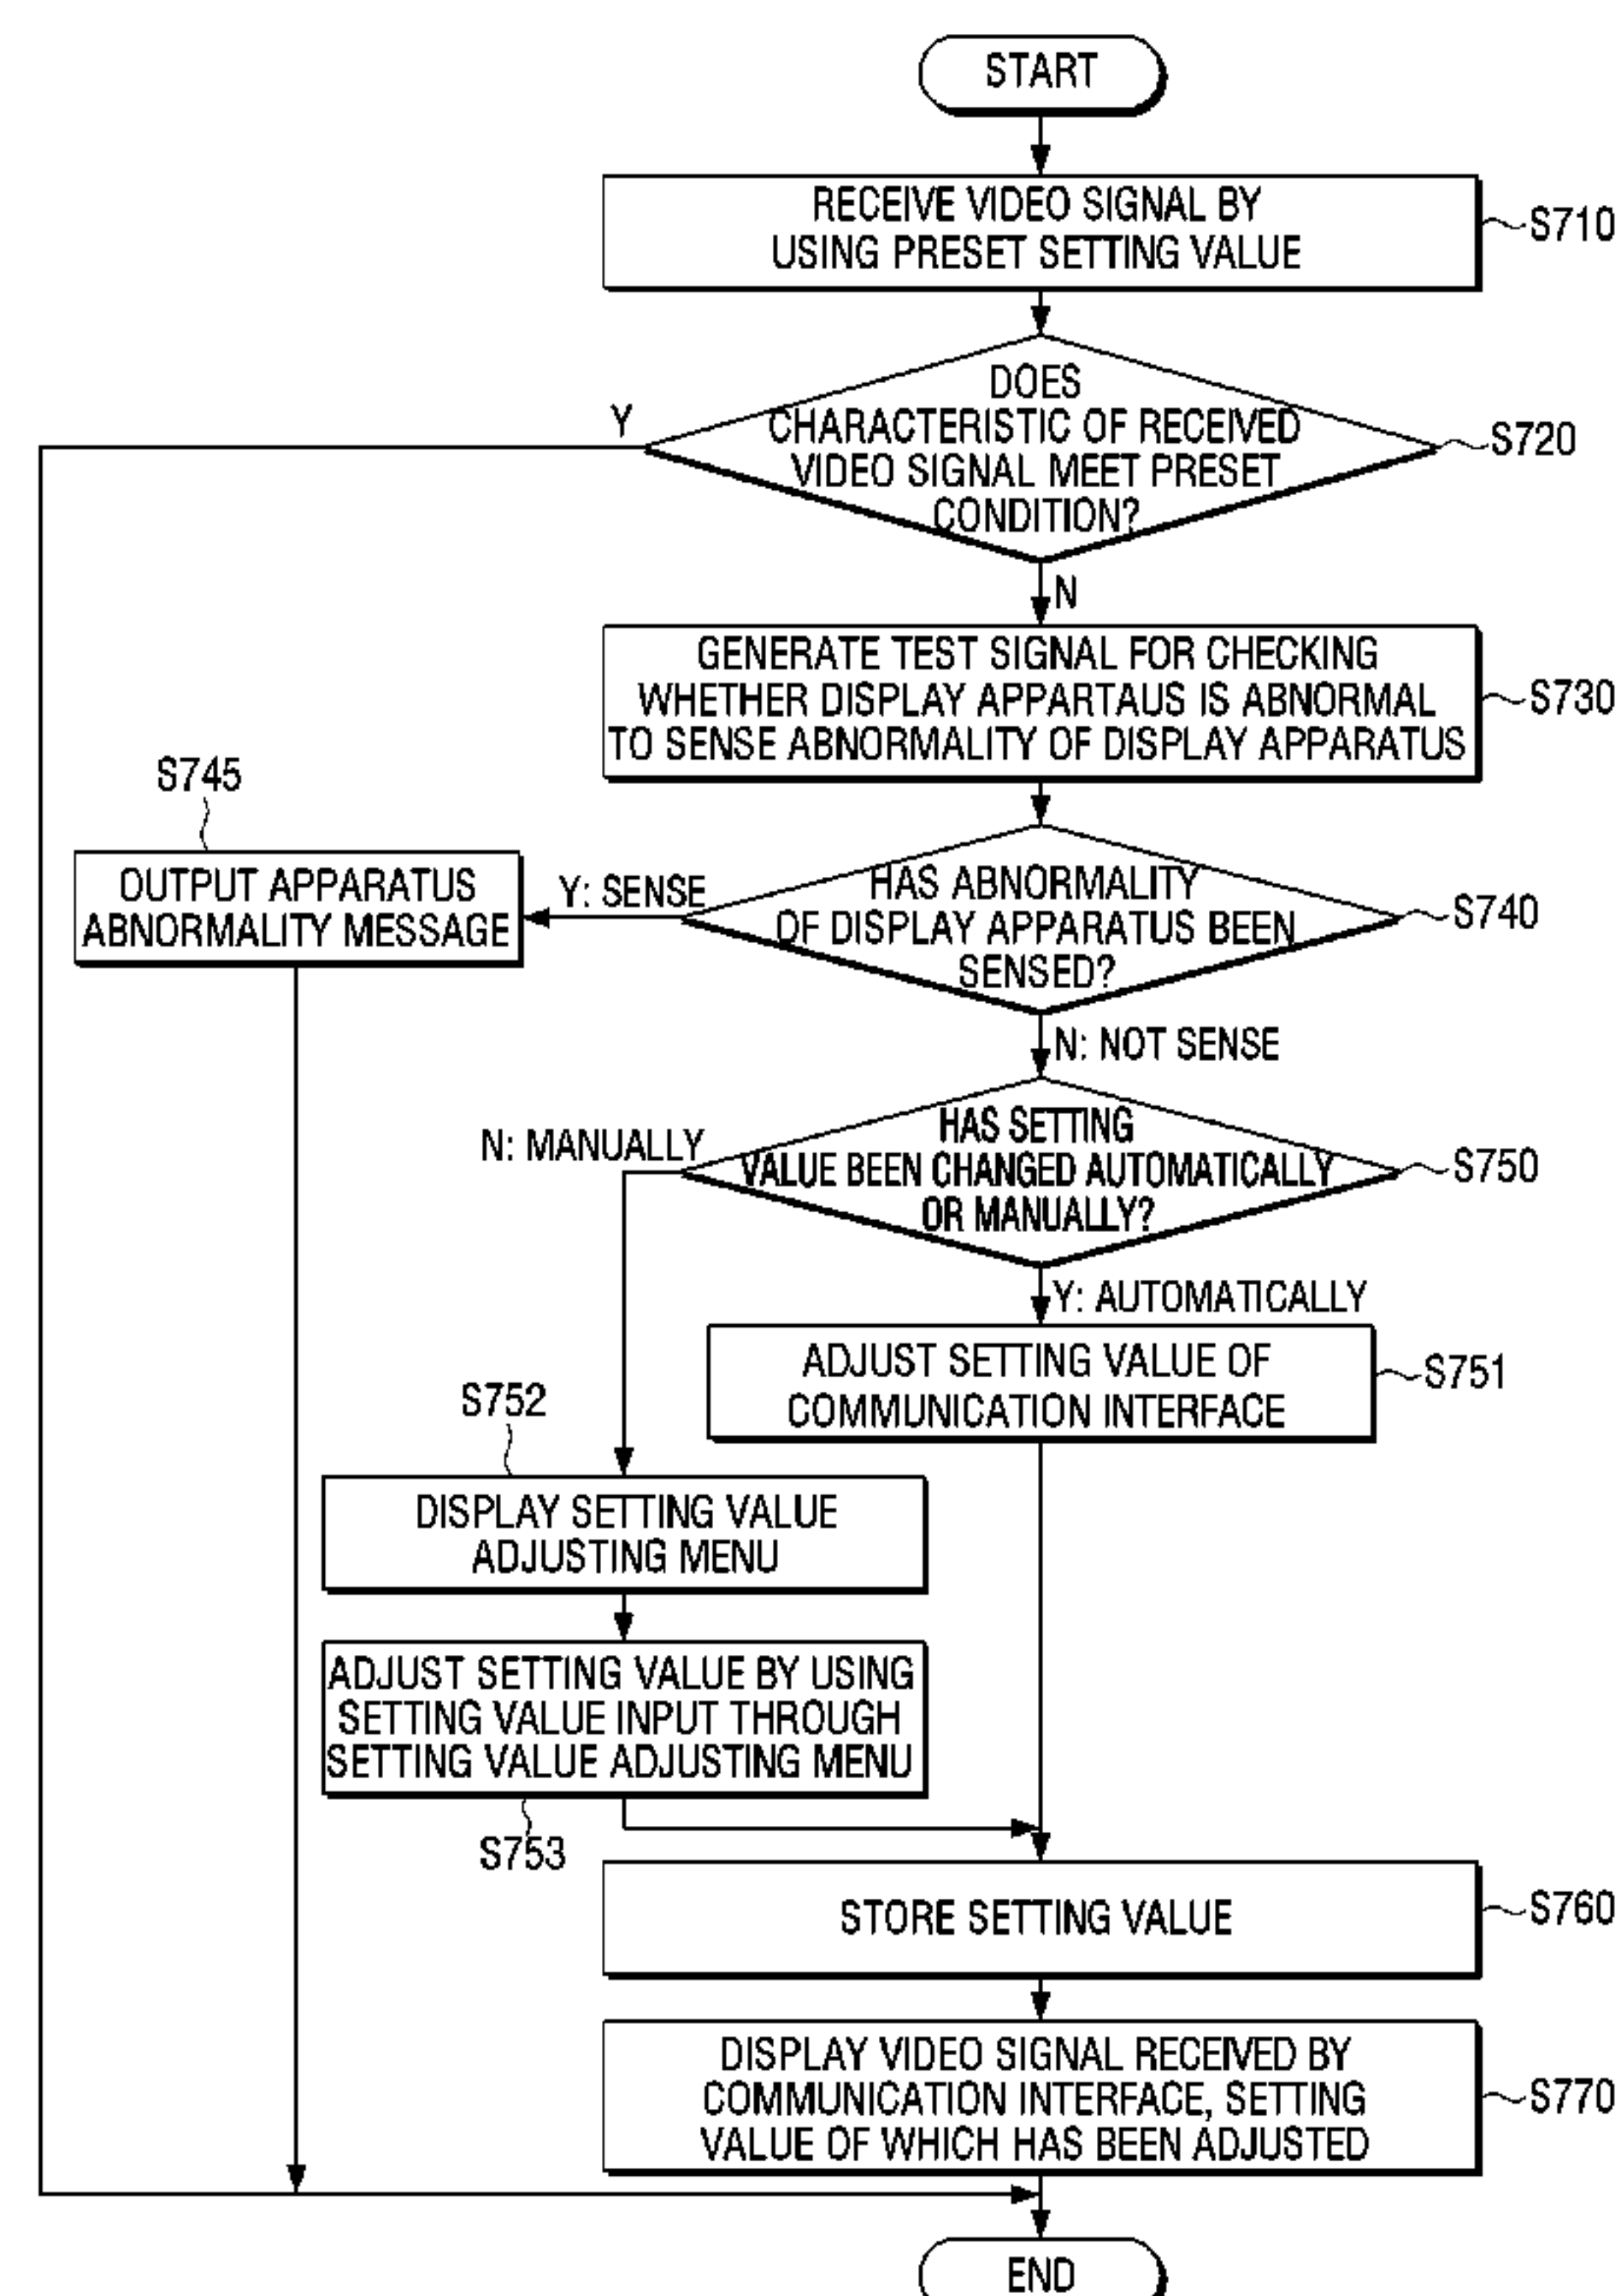 START
RECEIVE VIDEO SIGNAL BY
USING PRESET SETTING VALUE
S710
DOES
CHARACTERISTIC OF RECEIVED
VIDEO SIGNAL MEET PRESET
CONDITION?
S720
Y
N
GENERATE TEST SIGNAL FOR CHECKING
WHETHER DISPLAY APPARTAUS IS ABNORMAL
TO SENSE ABNORMALITY OF DISPLAY APPARATUS
S730
S745
OUTPUT APPARATUS
ABNORMALITY MESSAGE
Y: SENSE
HAS ABNORMALITY
OF DISPLAY APPARATUS BEEN
SENSED?
S740
N: NOT SENSE
N: MANUALLY
HAS SETTING
VALUE BEEN CHANGED AUTOMATICALLY
OR MANUALLY?
S750
Y: AUTOMATICALLY
ADJUST SETTING VALUE OF
COMMUNICATION INTERFACE
S751
S752
DISPLAY SETTING VALUE
ADJUSTING MENU
ADJUST SETTING VALUE BY USING
SETTING VALUE INPUT THROUGH
SETTING VALUE ADJUSTING MENU
S753
STORE SETTING VALUE
S760
DISPLAY VIDEO SIGNAL RECEIVED BY
COMMUNICATION INTERFACE, SETTING
VALUE OF WHICH HAS BEEN ADJUSTED
S770
END